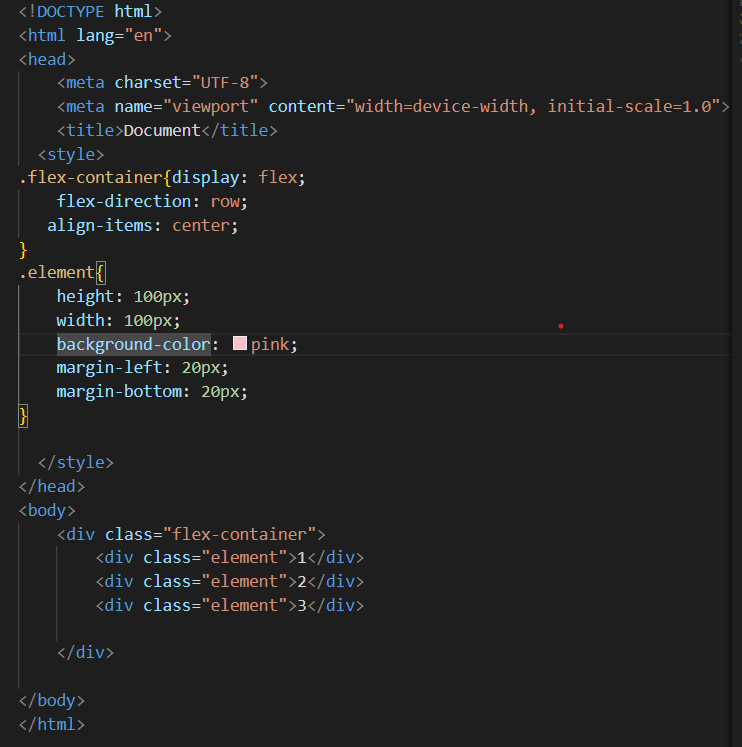 <!DOCTYPE html>
<html lang="en">
<head>
    <meta charset="UTF-8">
    <meta name="viewport" content="width=device-width, initial-scale=1.0">
    <title>Document</title>
  <style>
.flex-container{display: flex;
    flex-direction: row;
   align-items: center;
}
.element{
    height: 100px;
    width: 100px;
    background-color: pink;
    margin-left: 20px;
    margin-bottom: 20px;
}
  </style>
</head>
<body>
    <div class="flex-container">
        <div class="element">1</div>
        <div class="element">2</div>
        <div class="element">3</div>
    </div>
</body>
</html>